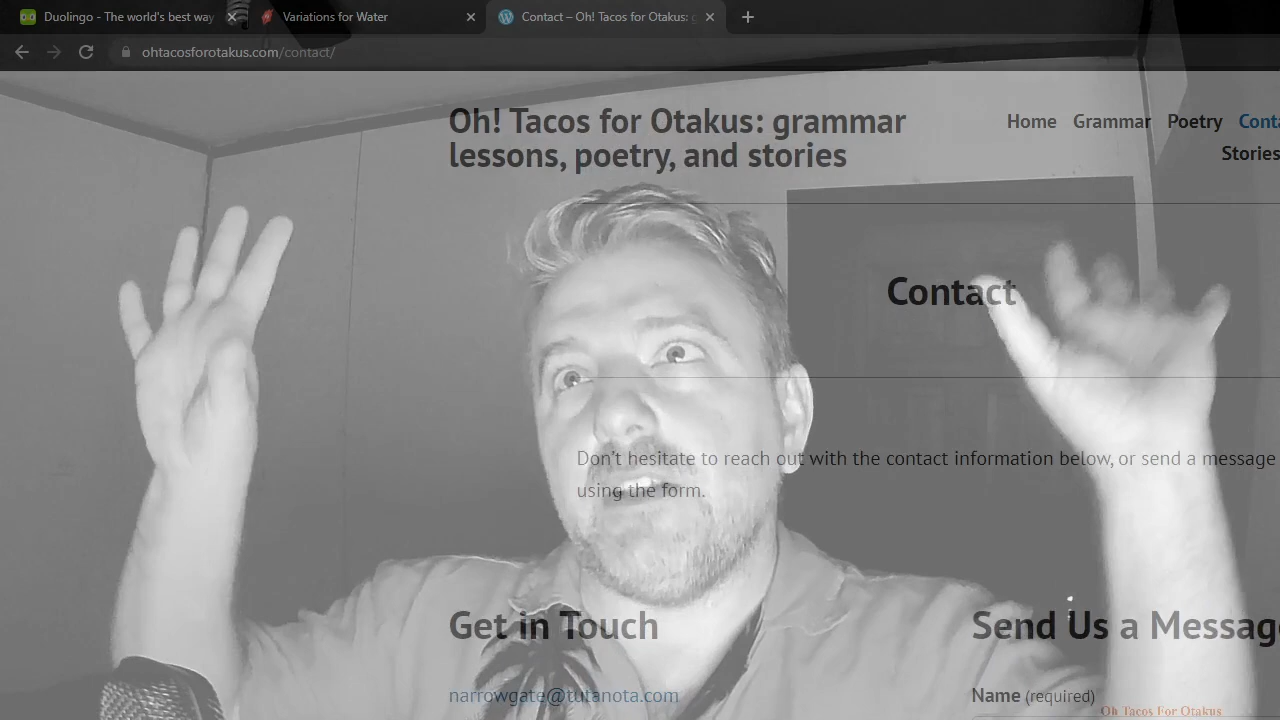 Duolingo - The world's best way
Variations for Water
Contact – Oh! Tacos for Otakus: g
ohtacosforotakus.com/contact/
Oh! Tacos for Otakus: grammar
lessons, poetry, and stories
Home Grammar Poetry Conta
Stories
Contact
Don't hesitate to reach out with the contact information below, or send a message
using the form.
Get in Touch
Send Us a Messag
narrowgate@tutanota.com
Name (required)
Oh Tacos For Otakus